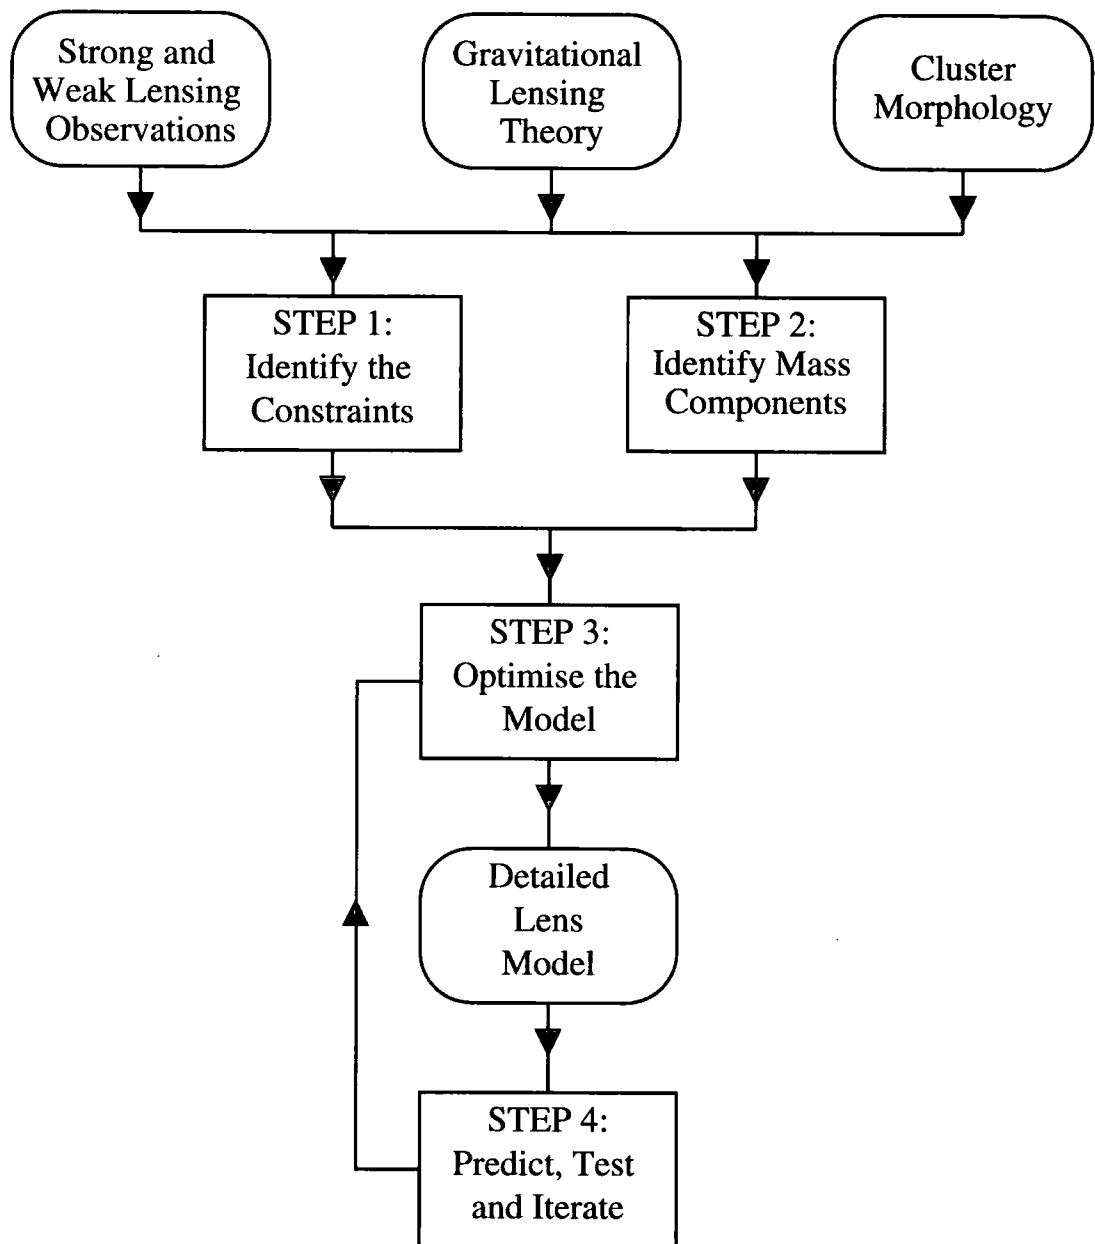 Strong and
Weak Lensing
Observations
Gravitational
Lensing
Theory
Cluster
Morphology
STEP 1:
Identify the
Constraints
STEP 2:
Identify Mass
Components
STEP 3:
Optimise the
Model
Detailed
Lens
Model
STEP 4:
Predict, Test
and Iterate